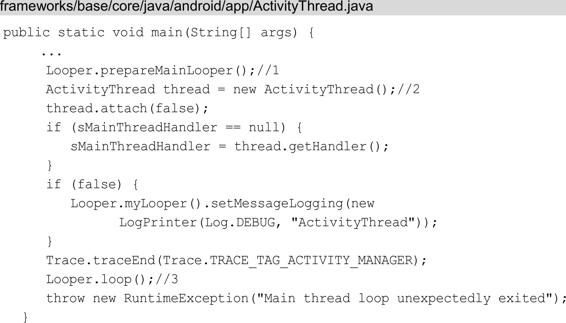 frameworks/base/core/java/android/app/ActivityThread.java
public static void main(String[] args) {
...
Looper.prepareMainLooper();//1
ActivityThread thread = new ActivityThread();//2
thread.attach(false);
if (sMainThreadHandler == null) {
sMainThreadHandler = thread.getHandler();
}
if (false) {
Looper.myLooper().setMessageLogging(new
LogPrinter(Log.DEBUG, "ActivityThread"));
}
Trace.traceEnd(Trace.TRACE_TAG_ACTIVITY_MANAGER);
Looper.loop();//3
throw new RuntimeException("Main thread loop unexpectedly exited");
}